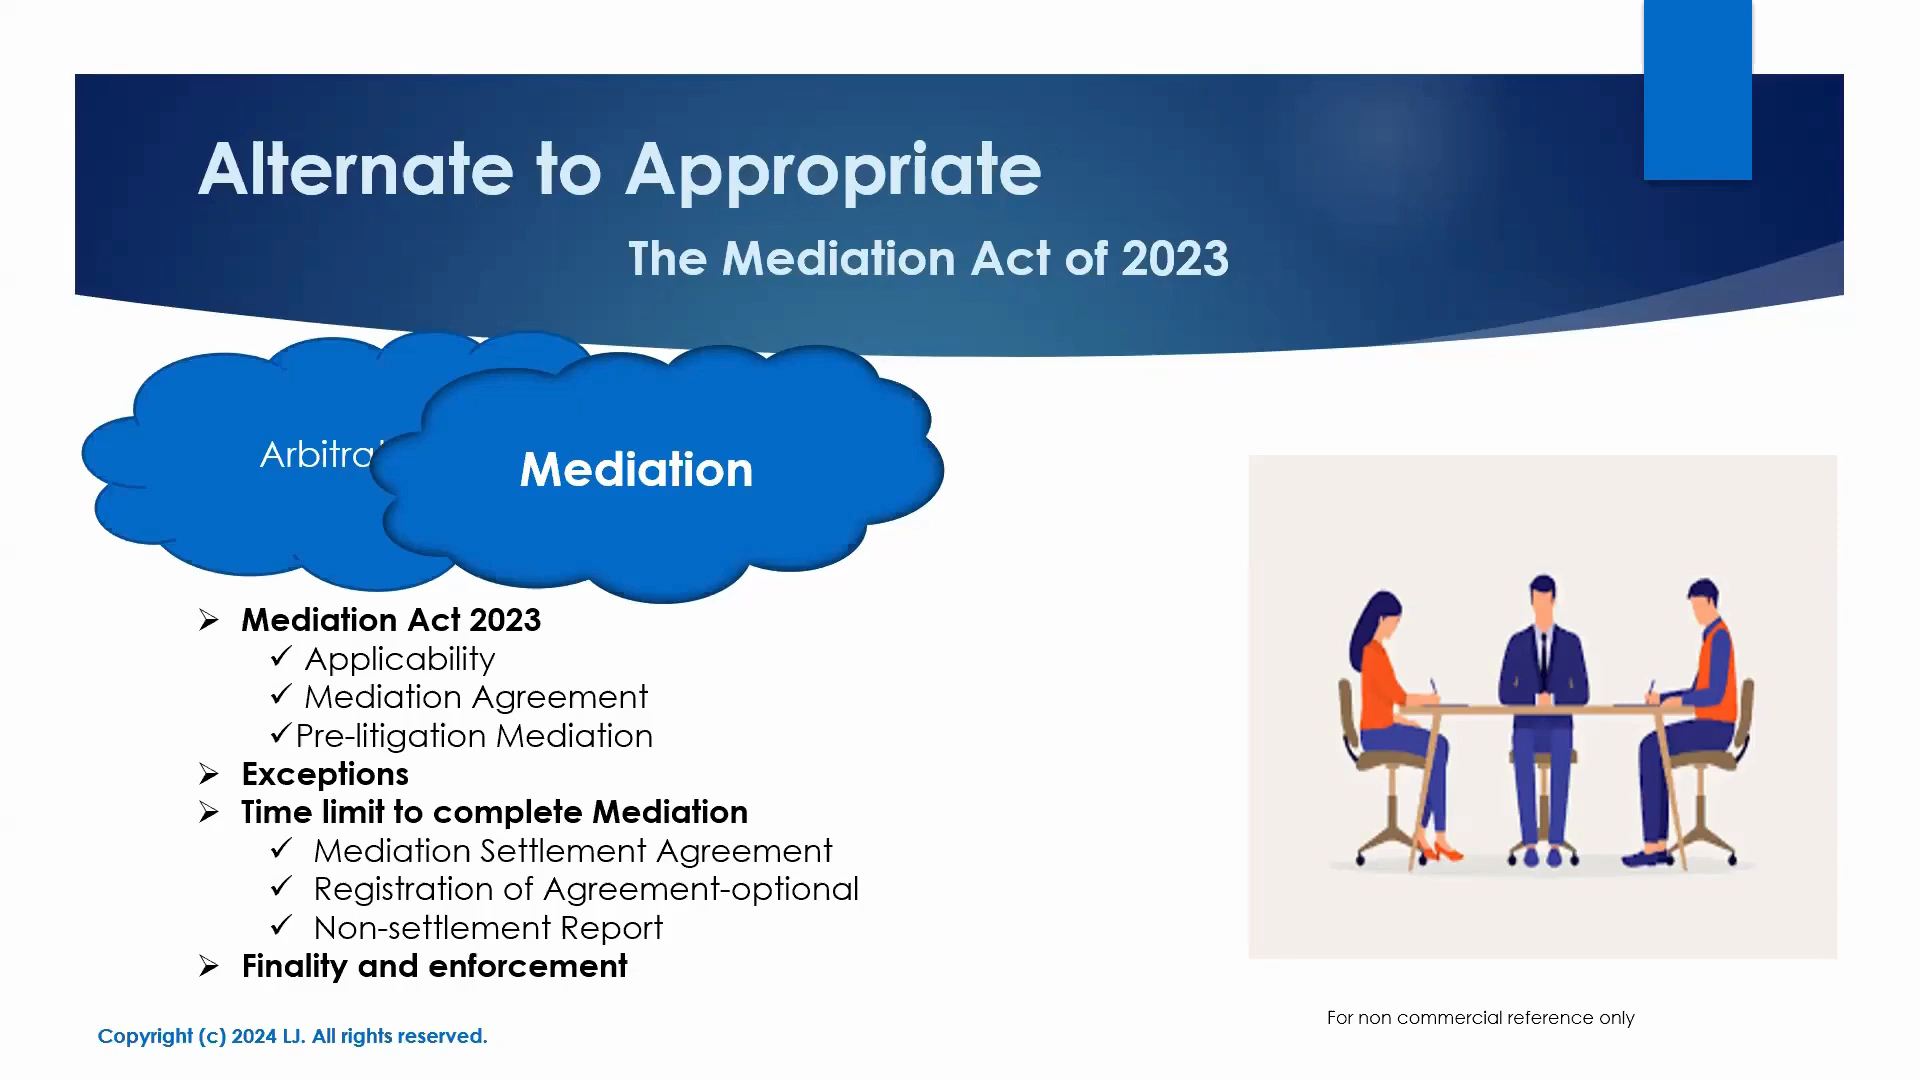 Alternate to Appropriate
The Mediation Act of 2023
Mediation
Mediation Act 2023
Applicability
Mediation Agreement
Pre-litigation Mediation
Exceptions
Time limit to complete Mediation
Mediation Settlement Agreement
Registration of Agreement-optional
Non-settlement Report
Finality and enforcement
For non commercial reference only
Copyright (c) 2024 LJ. All rights reserved.